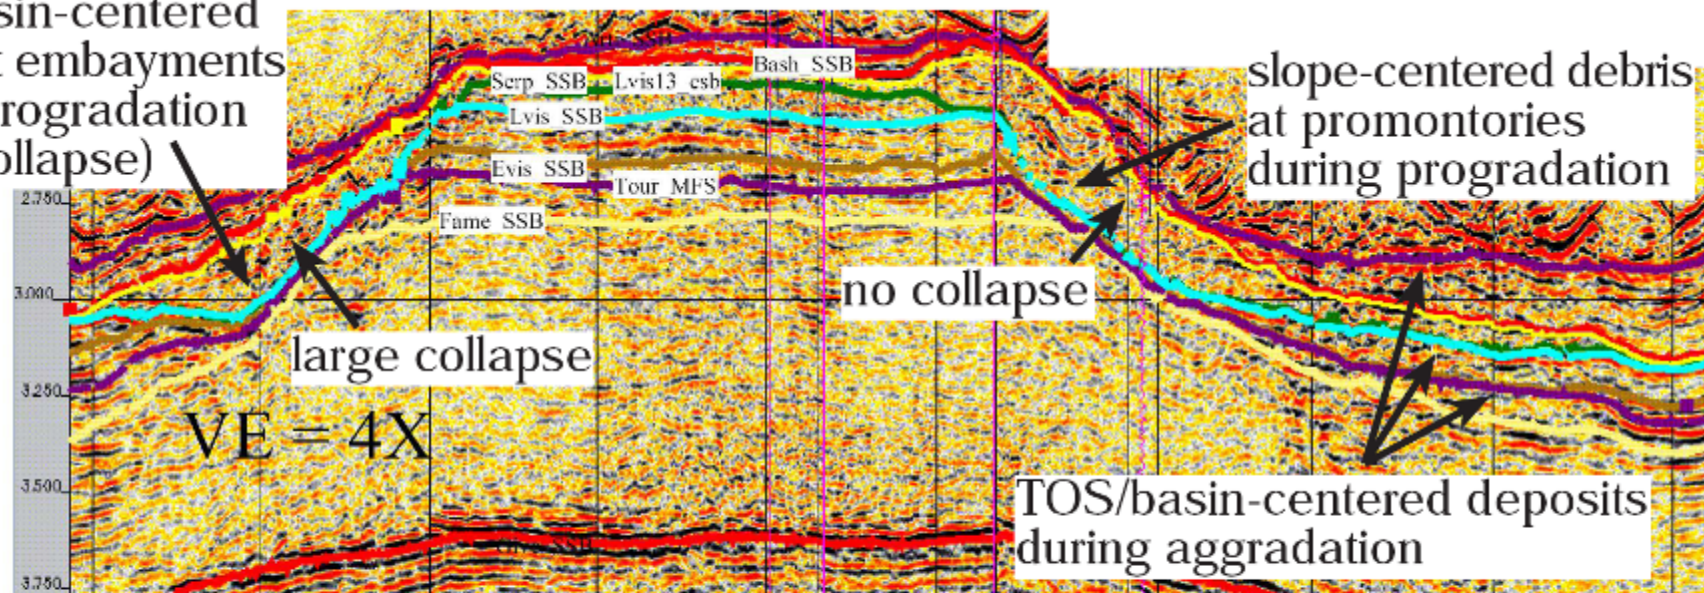 sin-centered
t embayments
rogradation
ollapse)
Bash_SSB
Serp_SSB
Lvis13_csb
Lvis_SSB
Evis_SSB
Tour_MFS
Fame_SSB
slope-centered debris
at promontories
during progradation
2.750
3.000
3.250
3.500
3.750
no collapse
large collapse
VE = 4X
TOS/basin-centered deposits
during aggradation